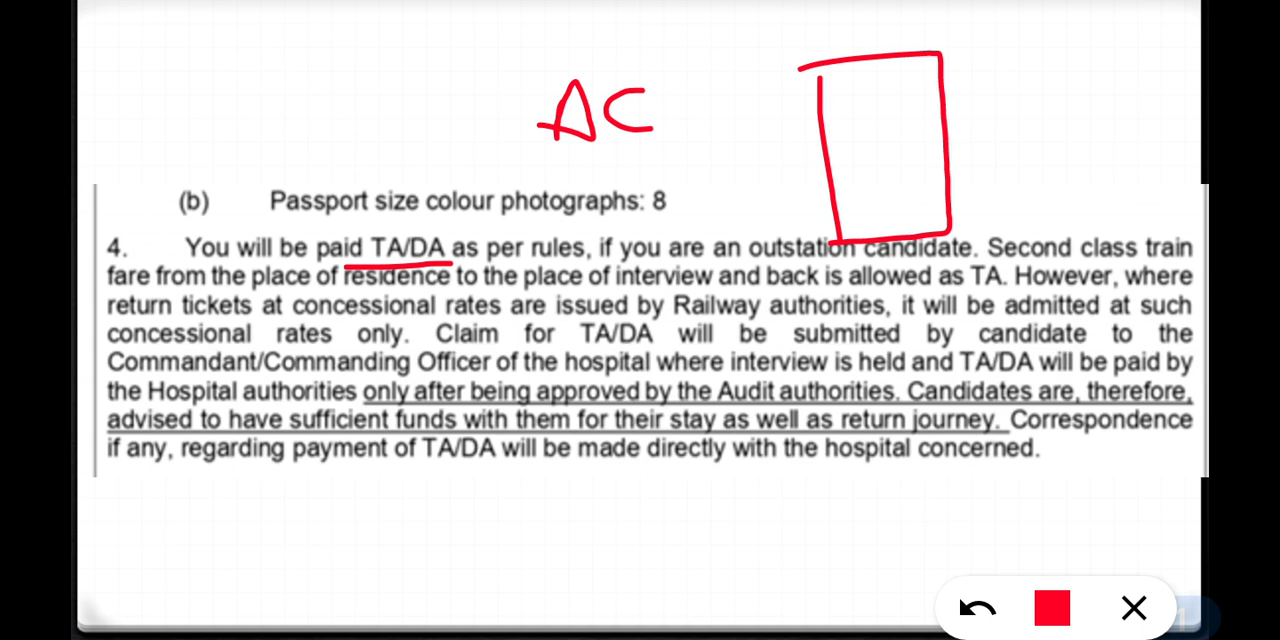 AC
(b) Passport size colour photographs: 8
4. You will be paid TA/DA as per rules, if you are an outstation candidate. Second class train
fare from the place of residence to the place of interview and back is allowed as TA. However, where
return tickets at concessional rates are issued by Railway authorities, it will be admitted at such
concessional rates only. Claim for TA/DA will be submitted by candidate to the
Commandant/Commanding Officer of the hospital where interview is held and TA/DA will be paid by
the Hospital authorities only after being approved by the Audit authorities. Candidates are, therefore,
advised to have sufficient funds with them for their stay as well as return journey. Correspondence
if any, regarding payment of TA/DA will be made directly with the hospital concerned.
1